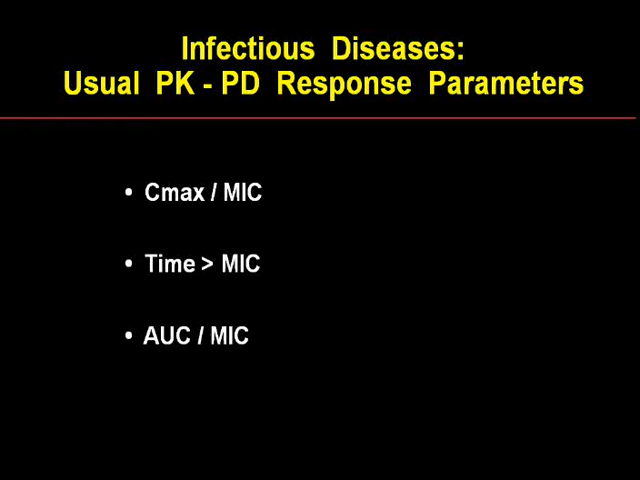 Infectious Diseases:
Usual PK - PD Response Parameters
• Cmax / MIC
• Time > MIC
• AUC / MIC